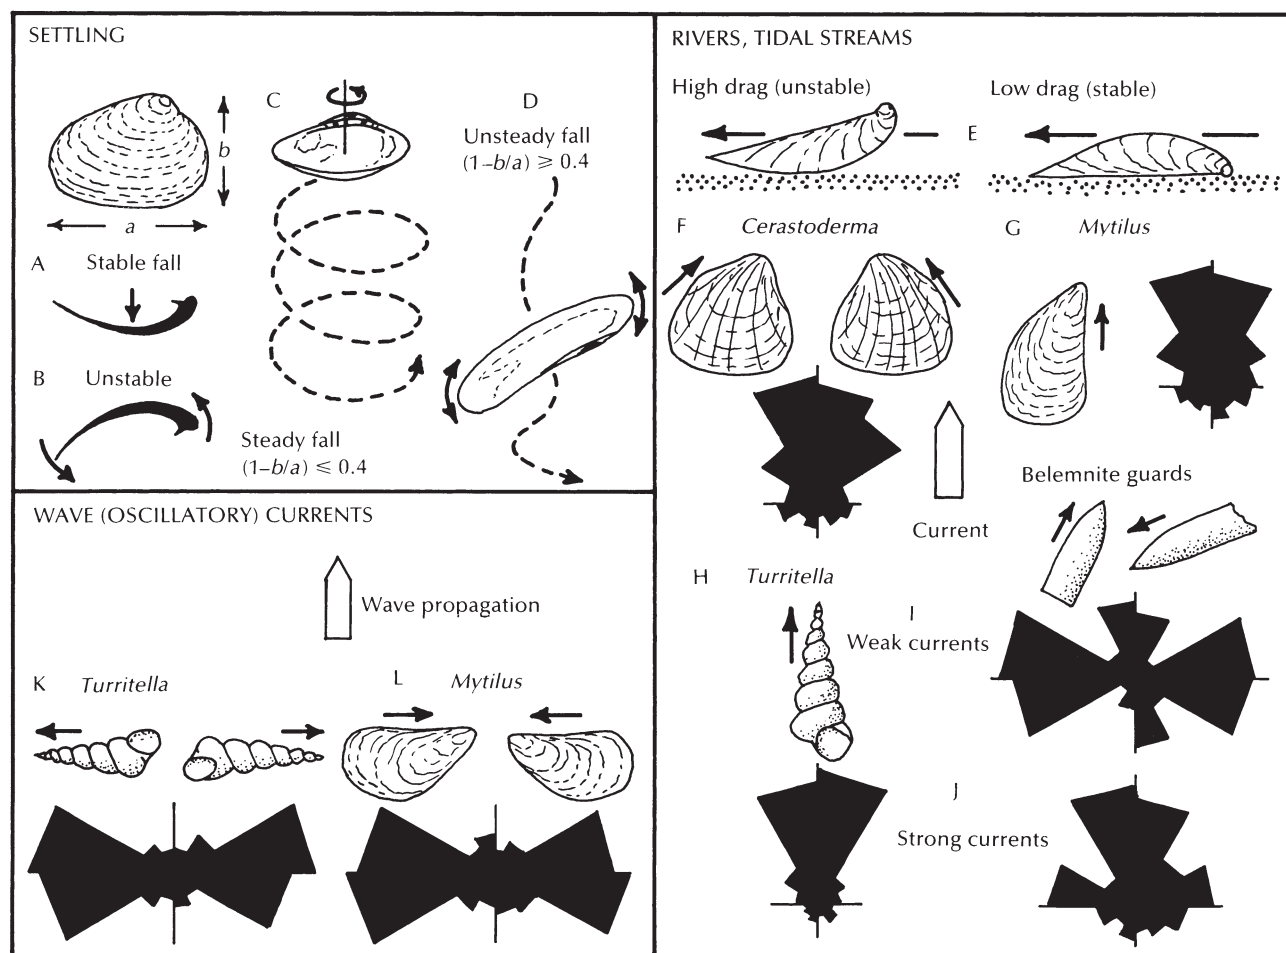 SETTLING
a
b
A Stable fall
B Unstable
C
Steady fall
(1–b/a) ⩽ 0.4
D
Unsteady fall
(1–b/a) ⩾ 0.4
WAVE (OSCILLATORY) CURRENTS
Wave propagation
K Turritella
L Mytilus
RIVERS, TIDAL STREAMS
High drag (unstable)
Low drag (stable)
E
F Cerastoderma
G Mytilus
Current
Belemnite guards
H Turritella
I
Weak currents
J
Strong currents